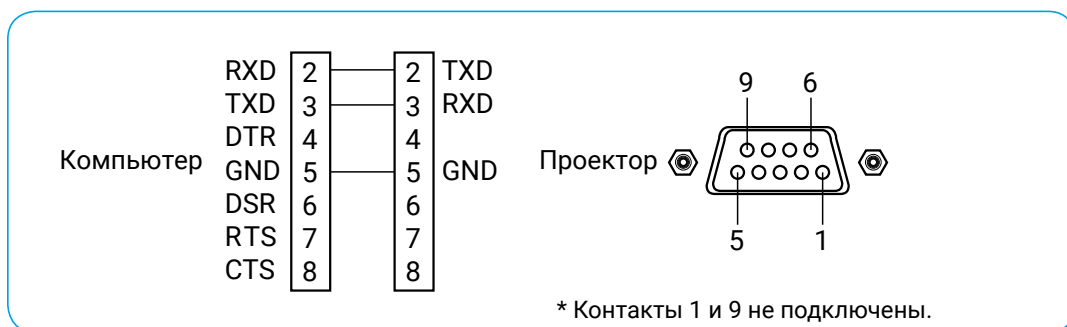 RXD 2 2 TXD
TXD 3 3 RXD
DTR 4 4
Компьютер GND 5 5 GND
DSR 6 6
RTS 7 7
CTS 8 8
9 6
Проектор
5 1
* Контакты 1 и 9 не подключены.